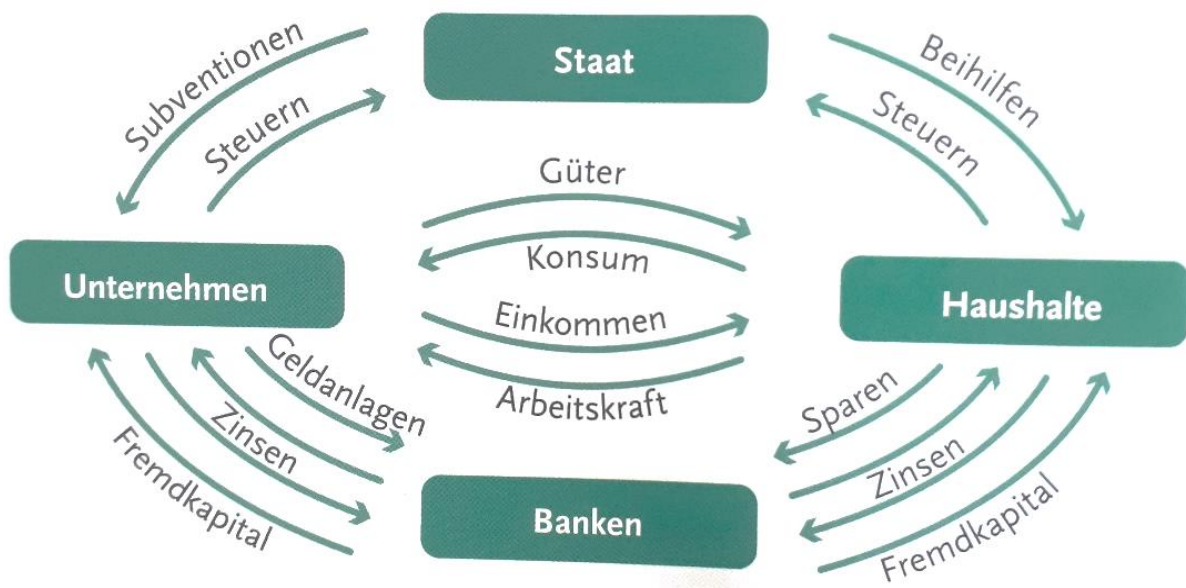 Subventionen
Staat
Beihilfen
Steuern
Steuern
Güter
Konsum
Unternehmen
Einkommen
Haushalte
Geldanlagen
Arbeitskraft
Sparen
Zinsen
Zinsen
Fremdkapital
Banken
Fremdkapital